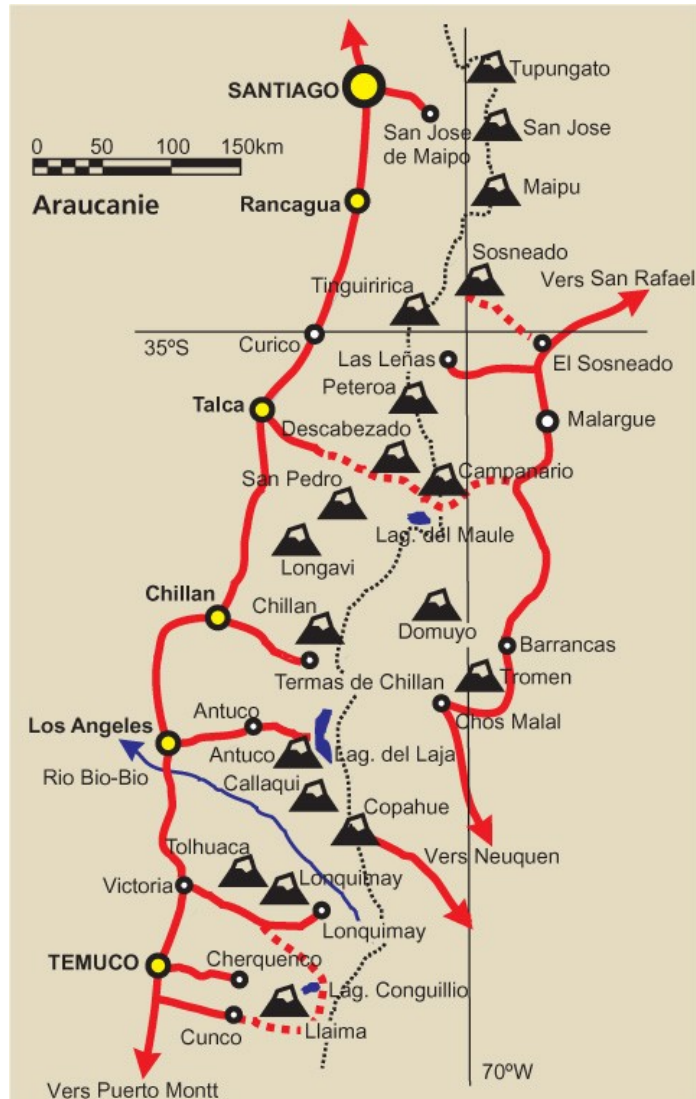 Tupungato
SANTIAGO
0 50 100 150km
San Jose
de Maipo
San Jose
Araucanie
Rancagua
Maipu
Sosneado
Vers San Rafael
Tinguiririca
35ºS
Curico
Las Leñas
El Sosneado
Peteroa
Talca
Malargue
Descabezado
San Pedro
Campanario
Lag. del Maule
Longavi
Chillan
Chillan
Domuyo
Barrancas
Termas de Chillan
Tromen
Antuco
Chos Malal
Los Angeles
Antuco
Lag. del Laja
Rio Bio-Bio
Callaqui
Copahue
Tolhuaca
Vers Neuquen
Victoria
Lonquimay
Lonquimay
TEMUCO
Cherquenco
Lag. Conguillio
Cunco
Llaima
70ºW
Vers Puerto Montt